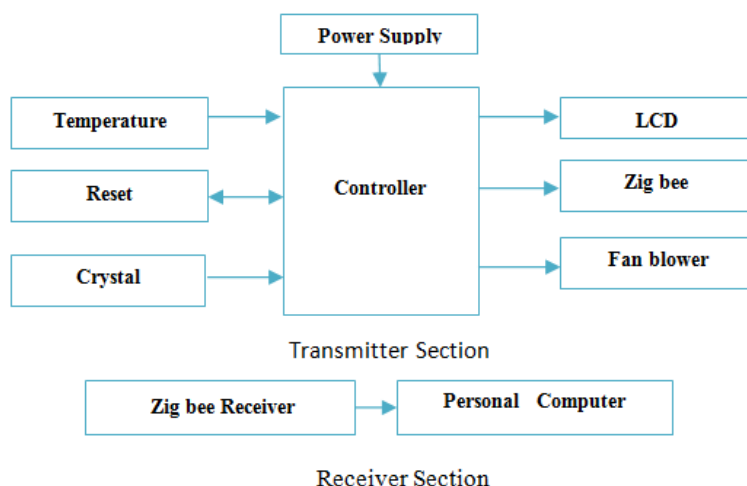 Power Supply
Temperature
LCD
Reset
Controller
Zig bee
Crystal
Fan blower
Transmitter Section
Zig bee Receiver
Personal Computer
Receiver Section